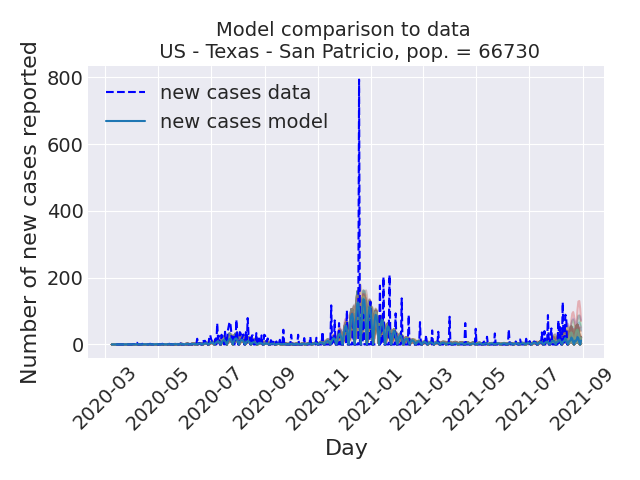 Model comparison to data
US - Texas - San Patricio, pop. = 66730
Number of new cases reported
800
600
400
200
0
new cases data
new cases model
2020-03
2020-05
2020-07
2020-09
2020-11
2021-01
2021-03
2021-05
2021-07
2021-09
Day